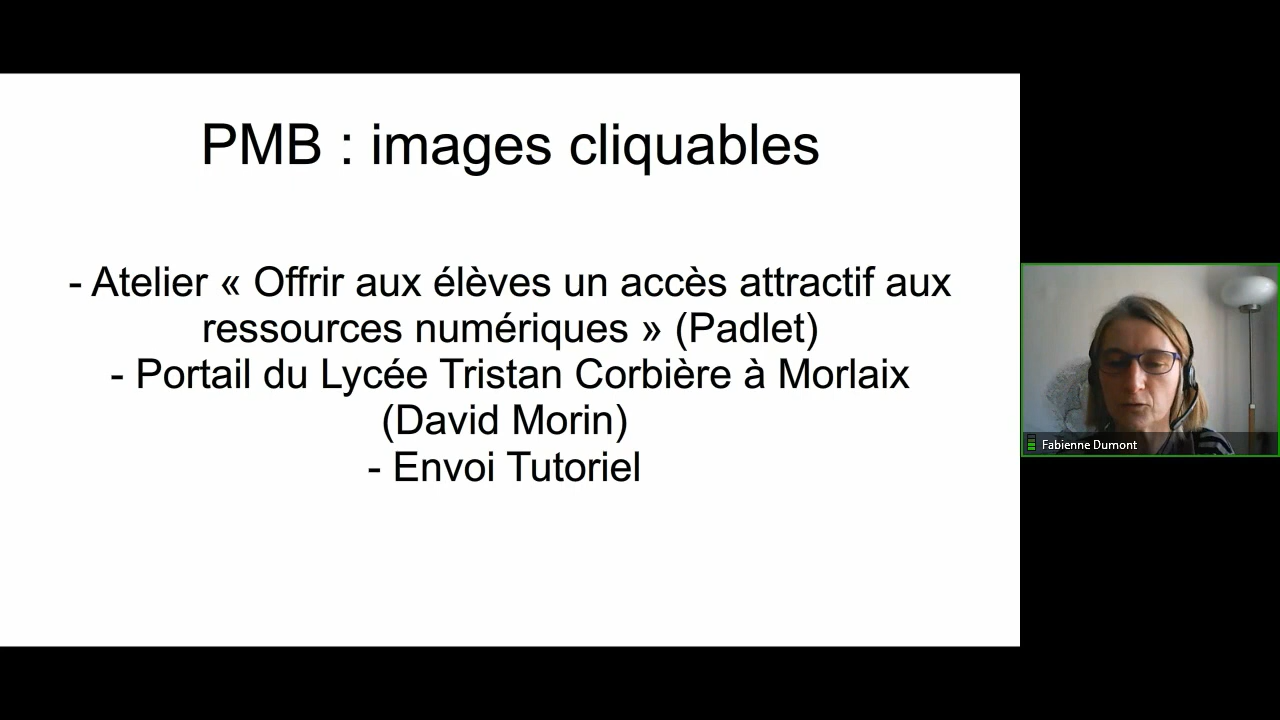 PMB : images cliquables
- Atelier « Offrir aux élèves un accès attractif aux
ressources numériques » (Padlet)
- Portail du Lycée Tristan Corbière à Morlaix
(David Morin)
- Envoi Tutoriel
Fabienne Dumont